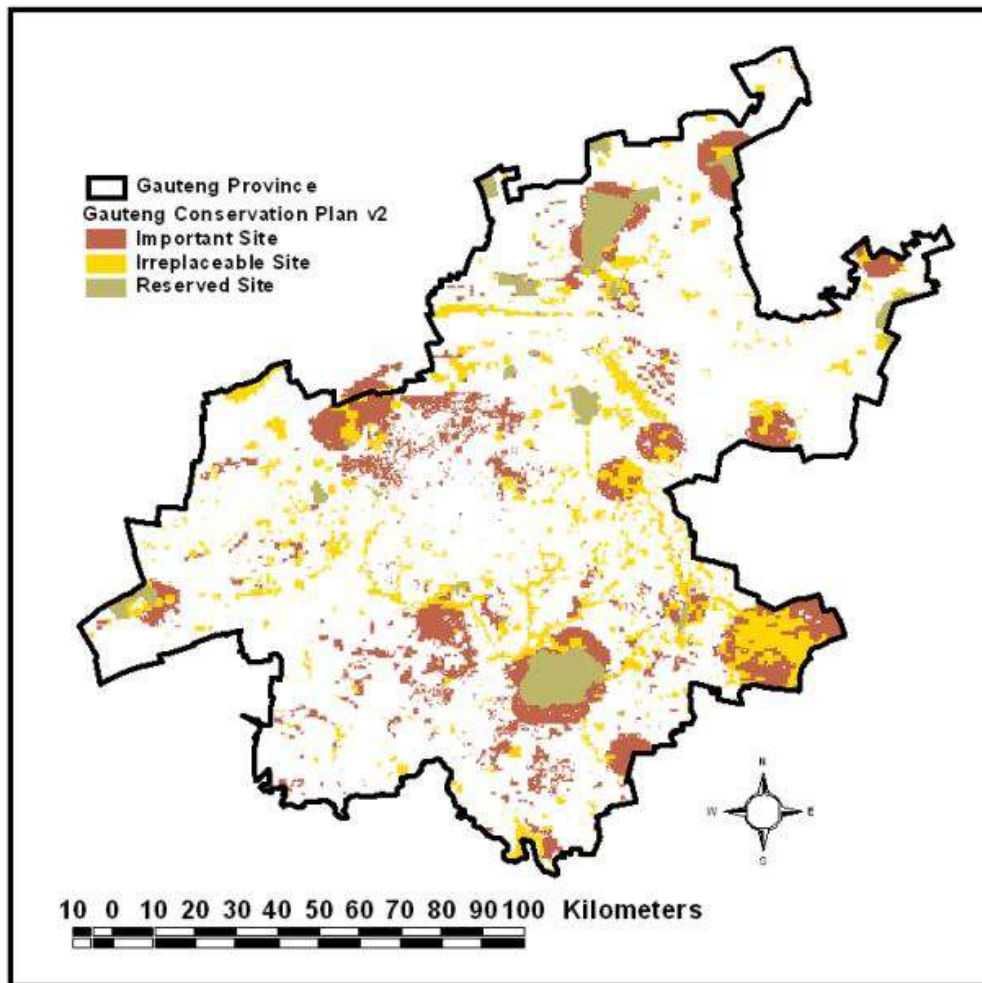 Gauteng Province
Gauteng Conservation Plan v2
Important Site
Irreplaceable Site
Reserved Site
N
W E
S
10 0 10 20 30 40 50 60 70 80 90 100 Kilometers